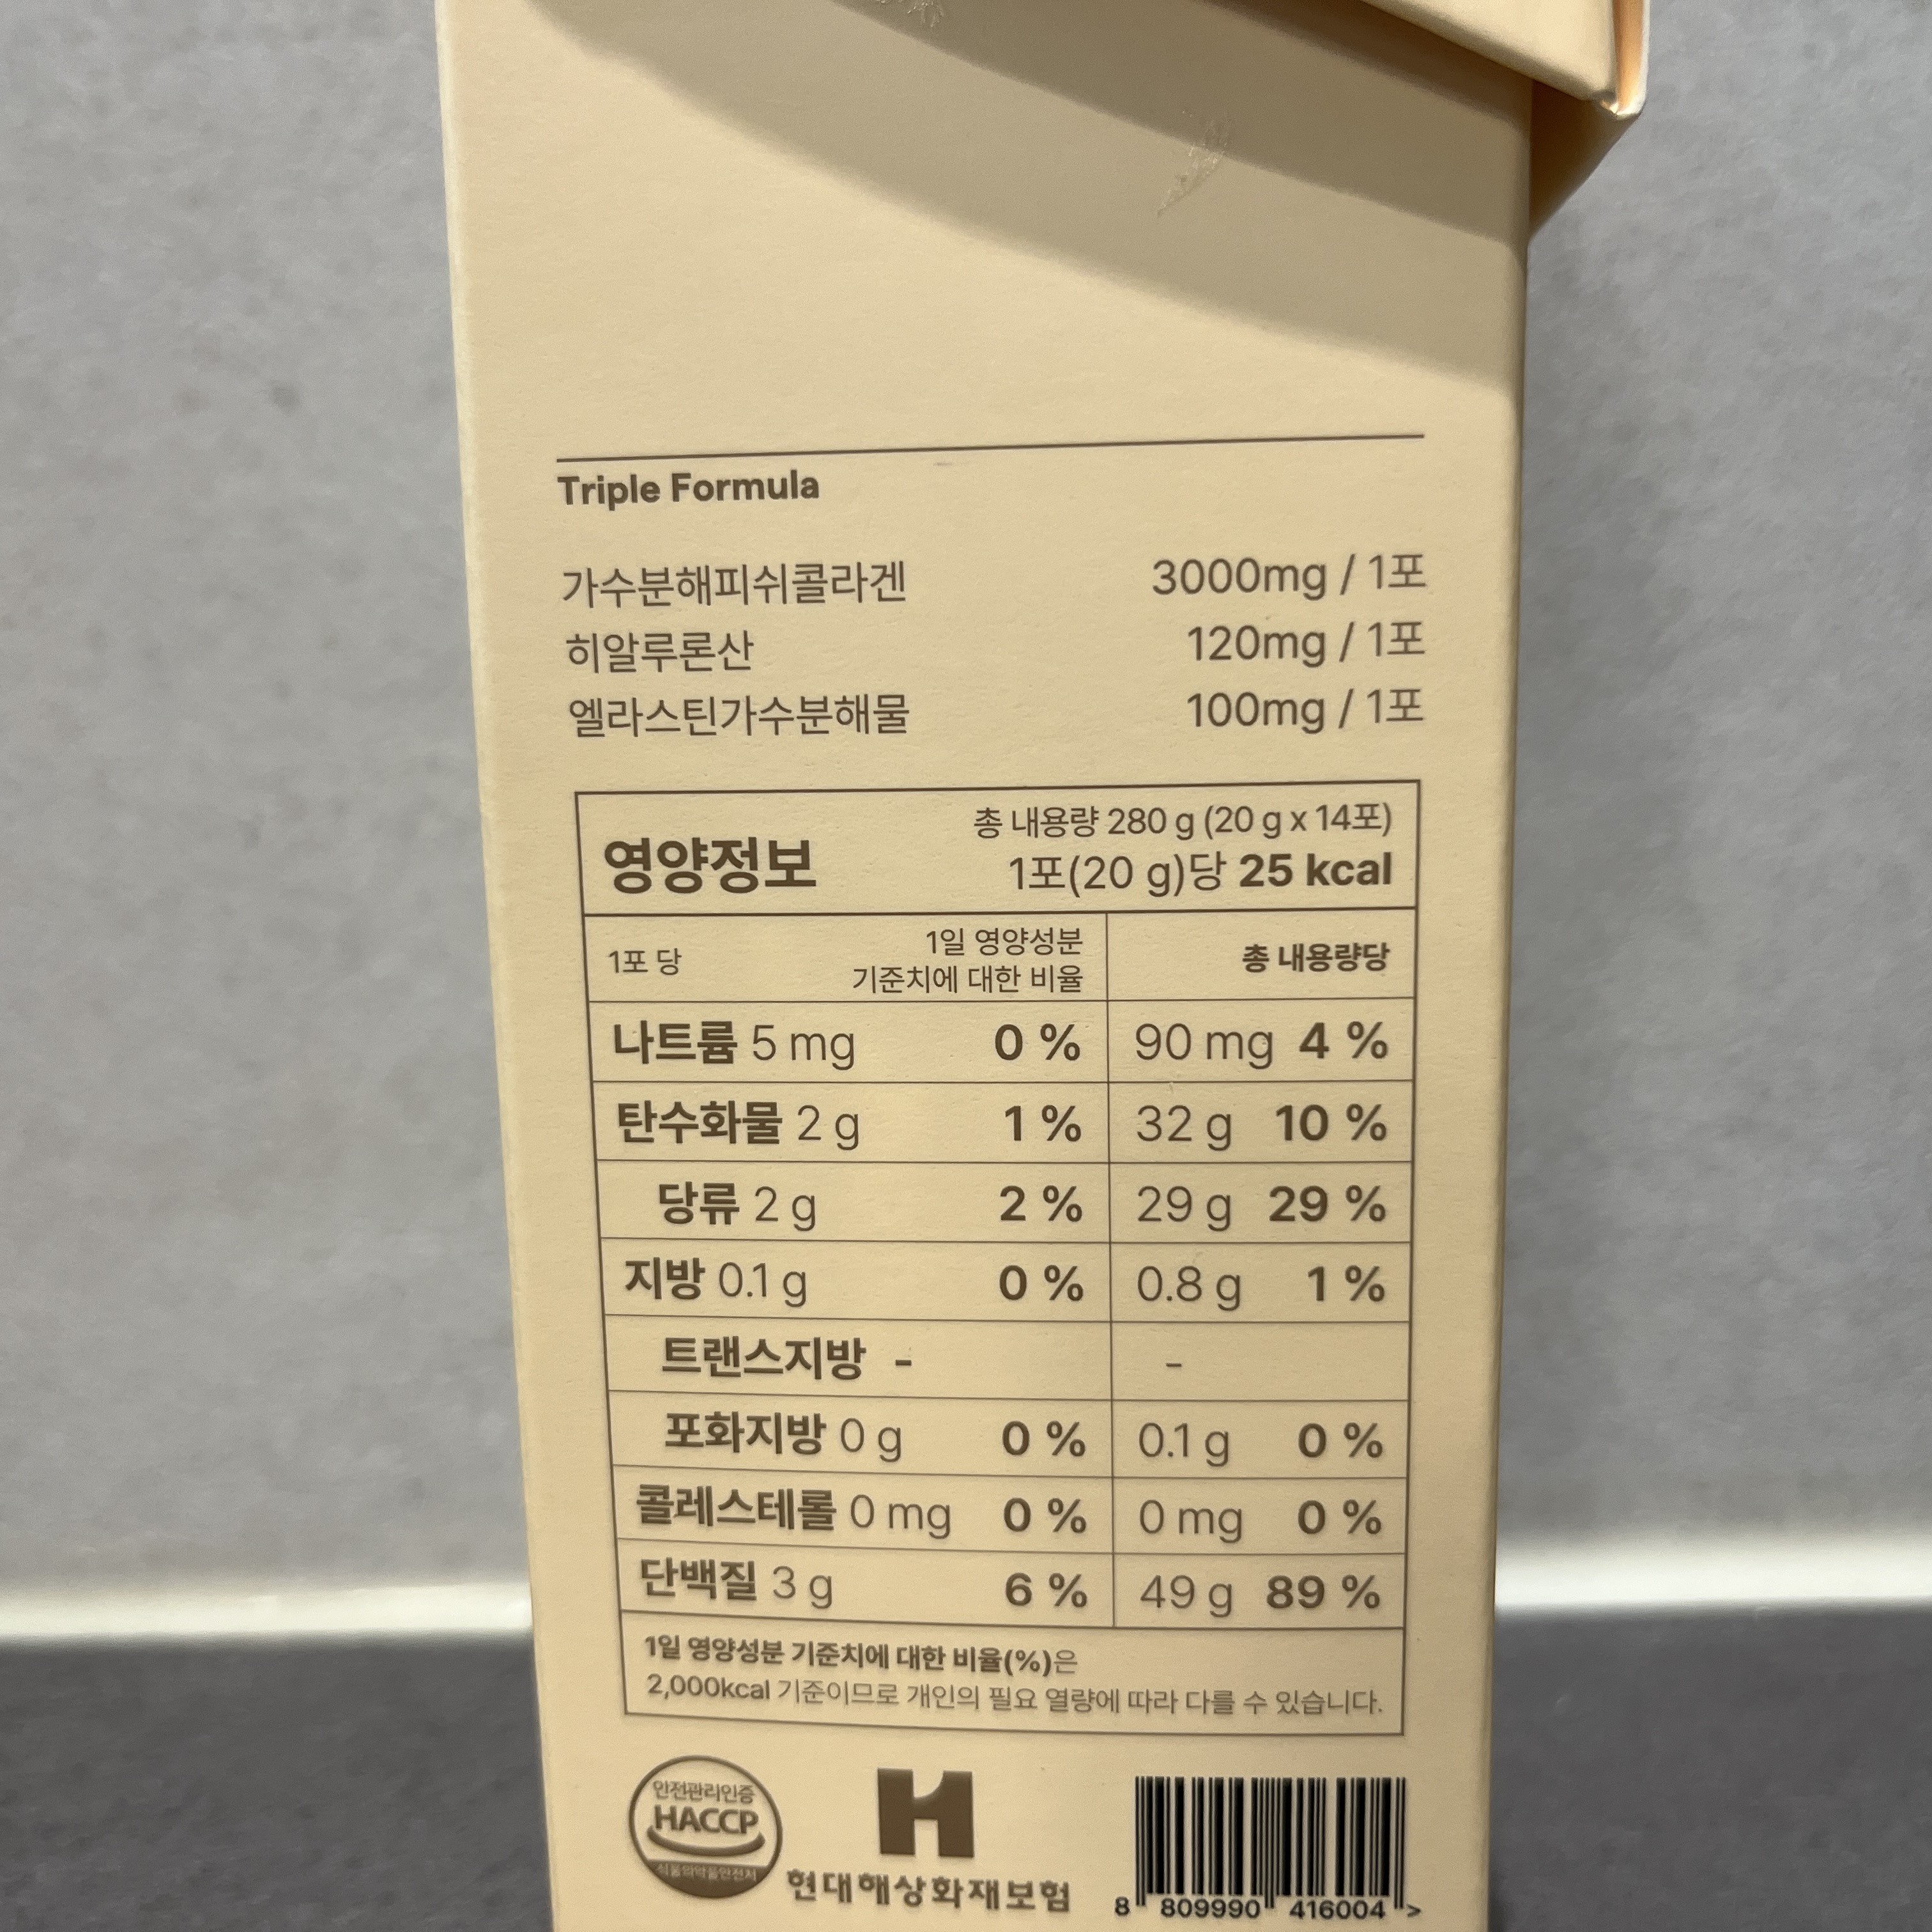 Triple Formula
가수분해피쉬콜라겐 3000mg / 1포
히알루론산 120mg / 1포
엘라스틴가수분해물 100mg / 1포
총 내용량 280 g (20 g x 14포)
영양정보 1포(20 g)당 25 kcal
1포 당 1일 영양성분 기준치에 대한 비율 총 내용량당
나트륨 5 mg 0 % 90 mg 4 %
탄수화물 2 g 1 % 32 g 10 %
당류 2 g 2 % 29 g 29 %
지방 0.1 g 0 % 0.8 g 1 %
트랜스지방 - -
포화지방 0 g 0 % 0.1 g 0 %
콜레스테롤 0 mg 0 % 0 mg 0 %
단백질 3 g 6 % 49 g 89 %
1일 영양성분 기준치에 대한 비율(%)은
2,000kcal 기준이므로 개인의 필요 열량에 따라 다를 수 있습니다.
안전관리인증
HACCP
식품의약품안전처
현대해상화재보험
8 809990 416004 >